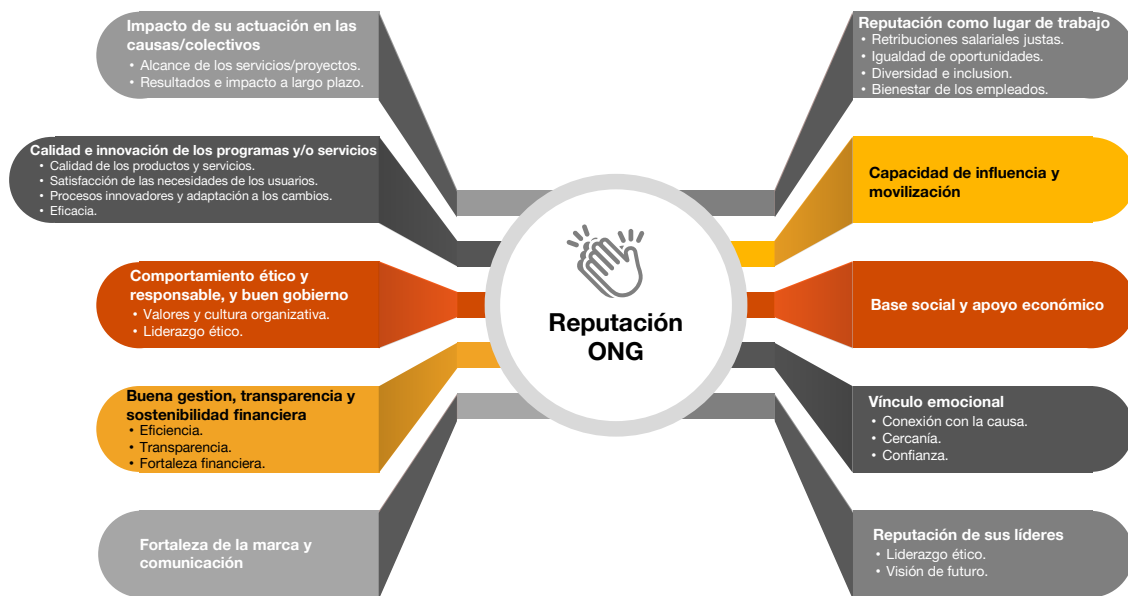 Impacto de su actuación en las
causas/colectivos
• Alcance de los servicios/proyectos.
• Resultados e impacto a largo plazo.
Calidad e innovación de los programas y/o servicios
• Calidad de los productos y servicios.
• Satisfacción de las necesidades de los usuarios.
• Procesos innovadores y adaptación a los cambios.
• Eficacia.
Comportamiento ético y
responsable, y buen gobierno
• Valores y cultura organizativa.
• Liderazgo ético.
Buena gestion, transparencia y
sostenibilidad financiera
• Eficiencia.
• Transparencia.
• Fortaleza financiera.
Fortaleza de la marca y
comunicación
Reputación
ONG
Reputación como lugar de trabajo
• Retribuciones salariales justas.
• Igualdad de oportunidades.
• Diversidad e inclusion.
• Bienestar de los empleados.
Capacidad de influencia y
movilización
Base social y apoyo económico
Vínculo emocional
• Conexión con la causa.
• Cercanía.
• Confianza.
Reputación de sus líderes
• Liderazgo ético.
• Visión de futuro.